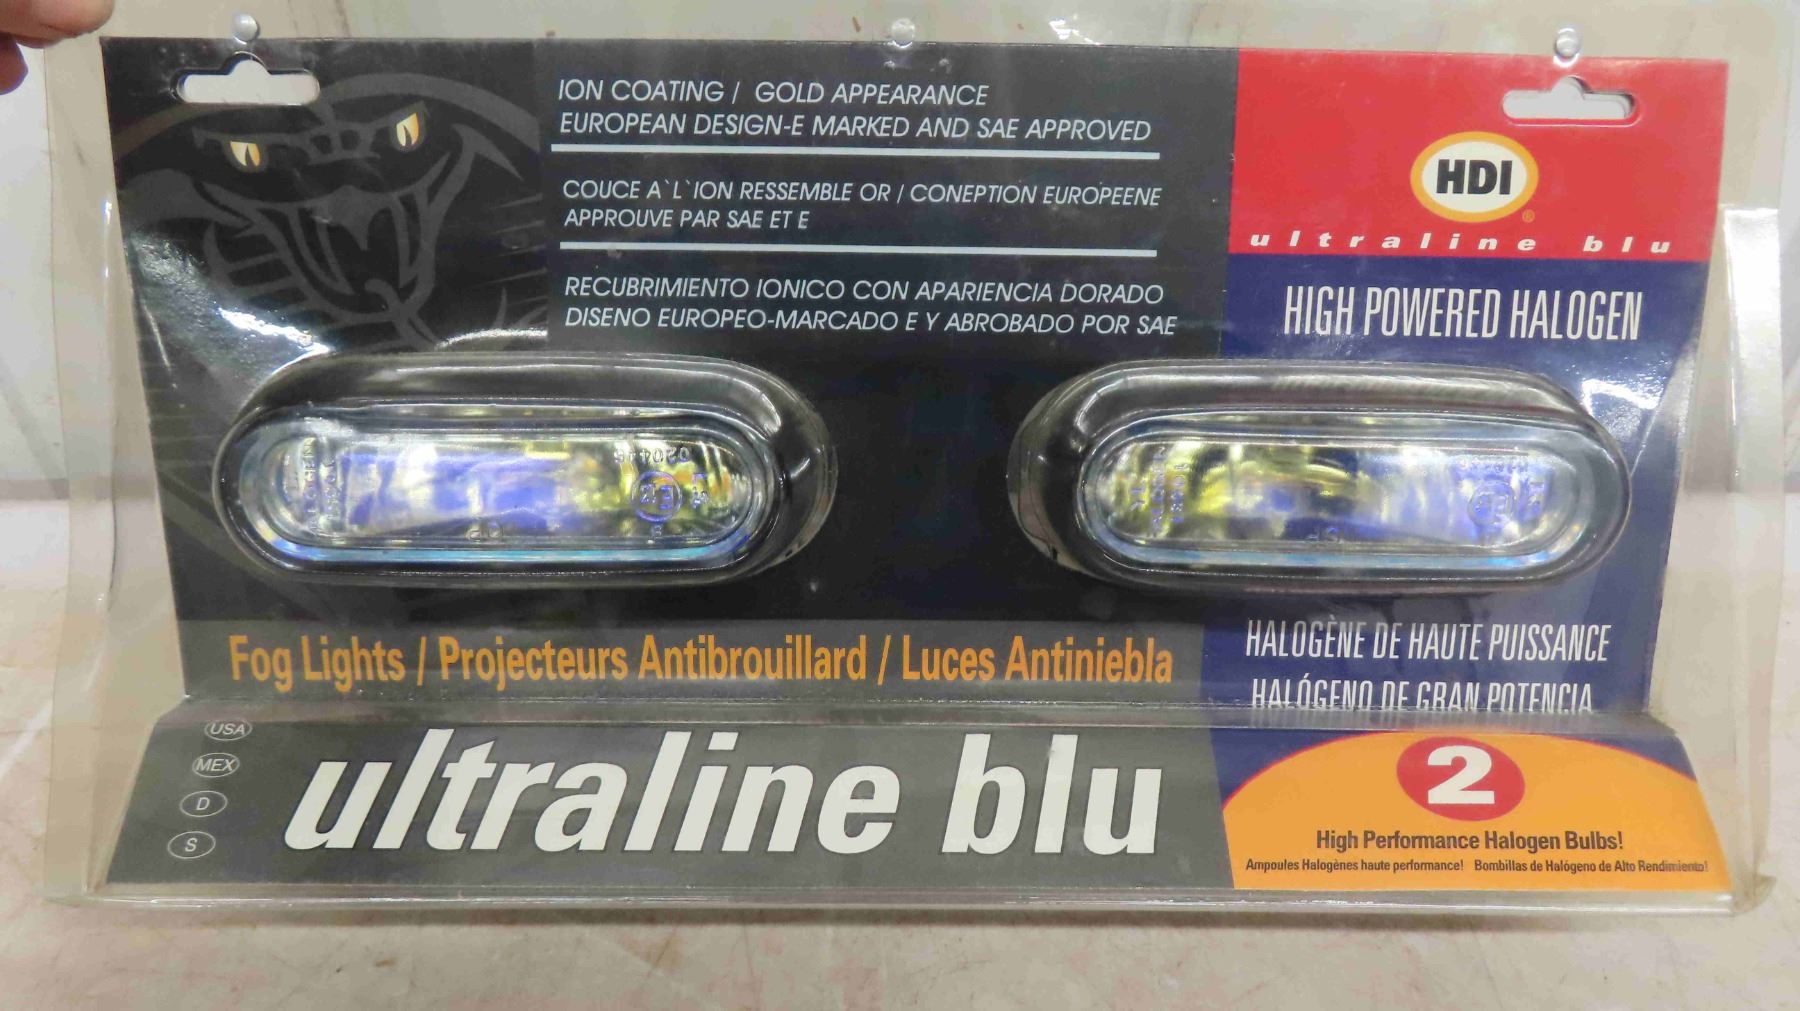 ION COATING / GOLD APPEARANCE
EUROPEAN DESIGN-E MARKED AND SAE APPROVED
COUCE A`L`ION RESSEMBLE OR / CONEPTION EUROPEENE
APPROUVE PAR SAE ET E
RECUBRIMIENTO IONICO CON APARIENCIA DORADO
DISENO EUROPEO-MARCADO E Y ABROBADO POR SAE
HDI
®
ultraline blu
HIGH POWERED HALOGEN
Fog Lights / Projecteurs Antibrouillard / Luces Antiniebla
HALOGÈNE DE HAUTE PUISSANCE
HALÓGENO DE GRAN POTENCIA
USA
MEX
D
S
ultraline blu
2
High Performance Halogen Bulbs!
Ampoules Halogènes haute performance! Bombillas de Halógeno de Alto Rendimiento!